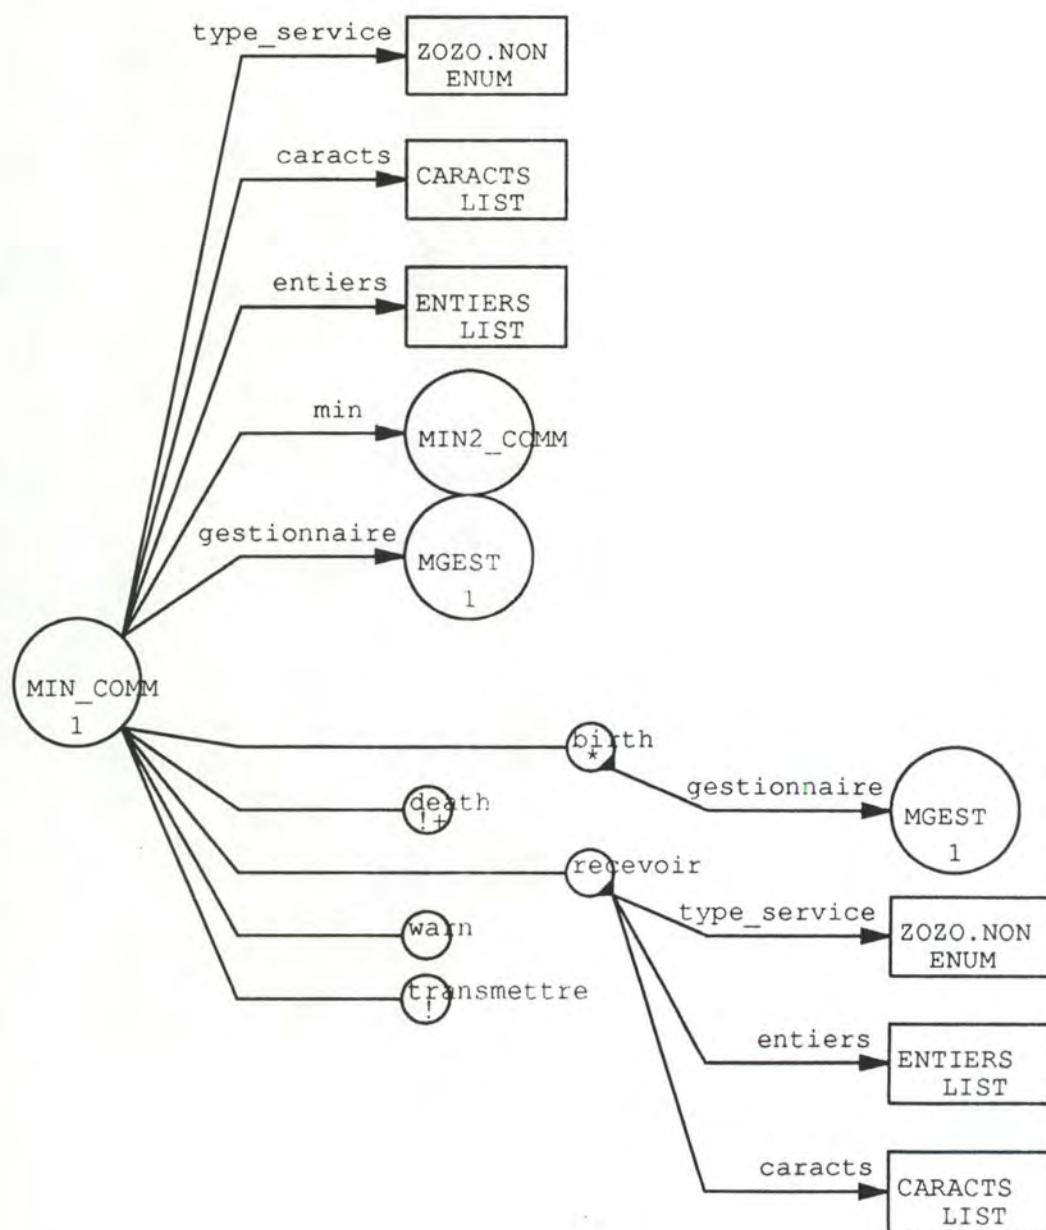 type_service
ZOZO.NON
ENUM
caracts
CARACTS
LIST
entiers
ENTIERS
LIST
min
MIN2_COMM
gestionnaire
MGEST
1
MIN_COMM
1
birth
*
gestionnaire
MGEST
1
death
!+
recevoir
type_service
ZOZO.NON
ENUM
warn
transmettre
!
entiers
ENTIERS
LIST
caracts
CARACTS
LIST